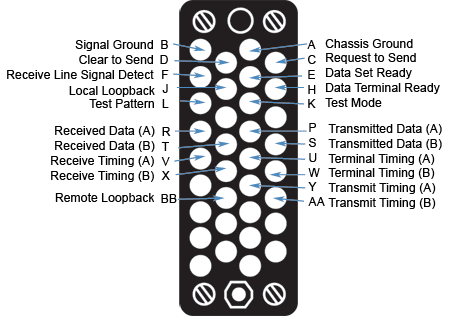 Signal Ground B
Clear to Send D
Receive Line Signal Detect F
Local Loopback J
Test Pattern L
Received Data (A) R
Received Data (B) T
Receive Timing (A) V
Receive Timing (B) X
Remote Loopback BB
A Chassis Ground
C Request to Send
E Data Set Ready
H Data Terminal Ready
K Test Mode
P Transmitted Data (A)
S Transmitted Data (B)
U Terminal Timing (A)
W Terminal Timing (B)
Y Transmit Timing (A)
AA Transmit Timing (B)